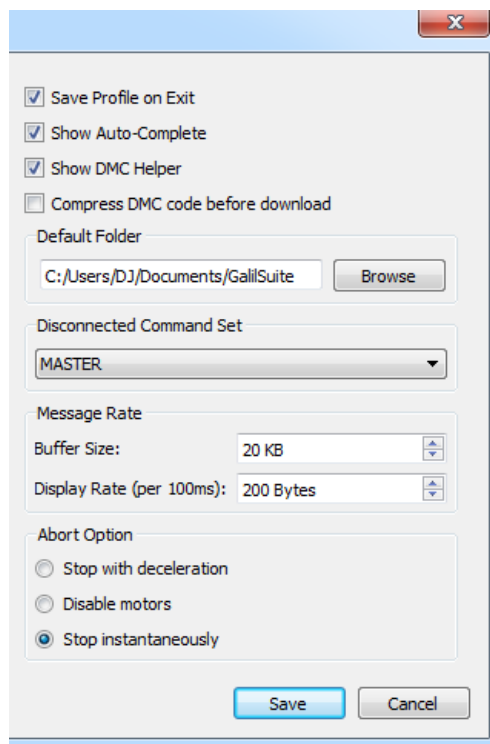 Save Profile on Exit
Show Auto-Complete
Show DMC Helper
Compress DMC code before download
Default Folder
C:/Users/DJ/Documents/GalilSuite Browse
Disconnected Command Set
MASTER
Message Rate
Buffer Size: 20 KB
Display Rate (per 100ms): 200 Bytes
Abort Option
Stop with deceleration
Disable motors
Stop instantaneously
Save Cancel